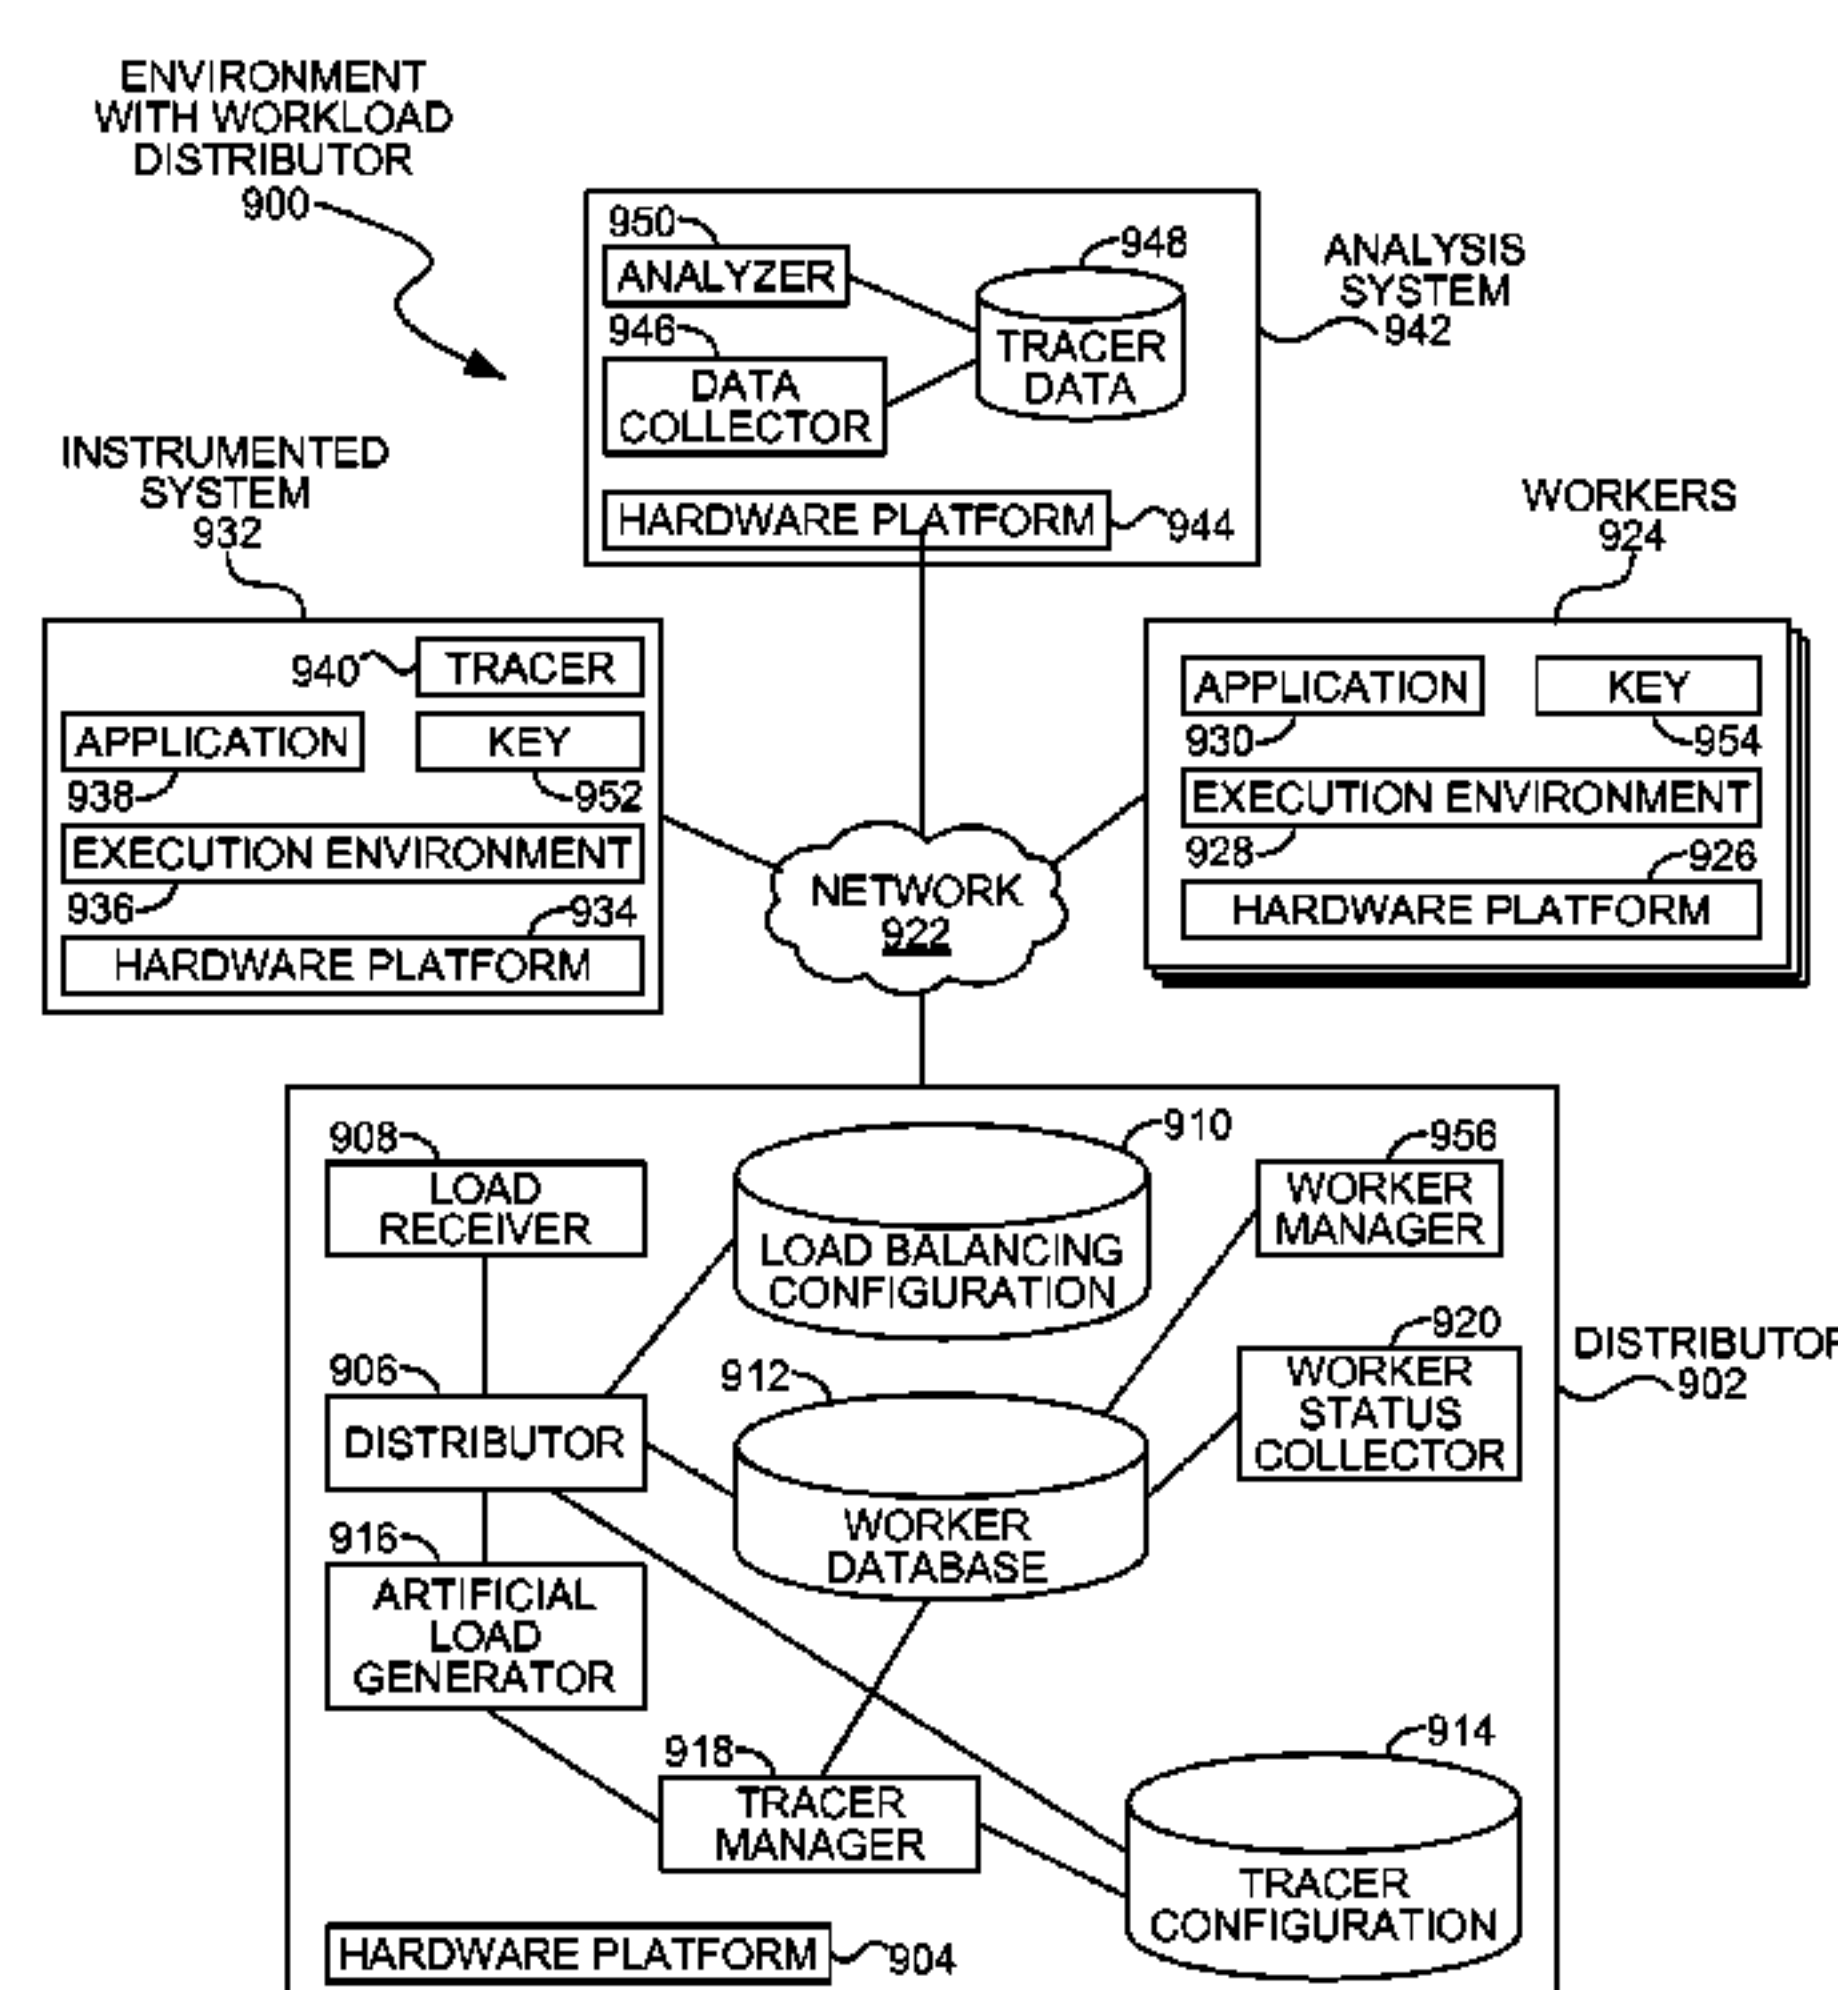 ENVIRONMENT
WITH WORKLOAD
DISTRIBUTOR
900
950
ANALYZER
948
TRACER
DATA
946
DATA
COLLECTOR
HARDWARE PLATFORM
944
ANALYSIS
SYSTEM
942
INSTRUMENTED
SYSTEM
932
940
TRACER
APPLICATION
KEY
938
952
EXECUTION ENVIRONMENT
936
934
HARDWARE PLATFORM
WORKERS
924
APPLICATION
KEY
930
954
EXECUTION ENVIRONMENT
928
926
HARDWARE PLATFORM
NETWORK
922
908
LOAD
RECEIVER
910
LOAD BALANCING
CONFIGURATION
956
WORKER
MANAGER
906
DISTRIBUTOR
912
WORKER
DATABASE
920
WORKER
STATUS
COLLECTOR
DISTRIBUTOR
902
916
ARTIFICIAL
LOAD
GENERATOR
918
TRACER
MANAGER
914
TRACER
CONFIGURATION
HARDWARE PLATFORM
904